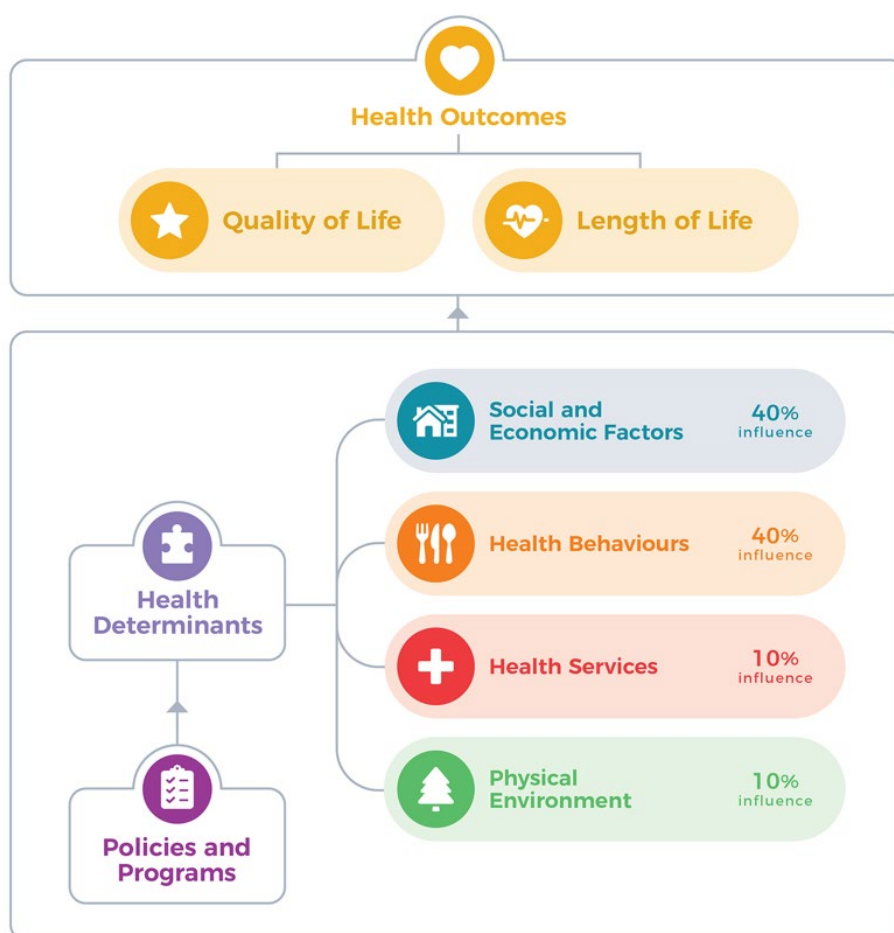 Health Outcomes
Quality of Life
Length of Life
Social and
Economic Factors
40%
influence
Health Behaviours
40%
influence
Health
Determinants
Health Services
10%
influence
Physical
Environment
10%
influence
Policies and
Programs